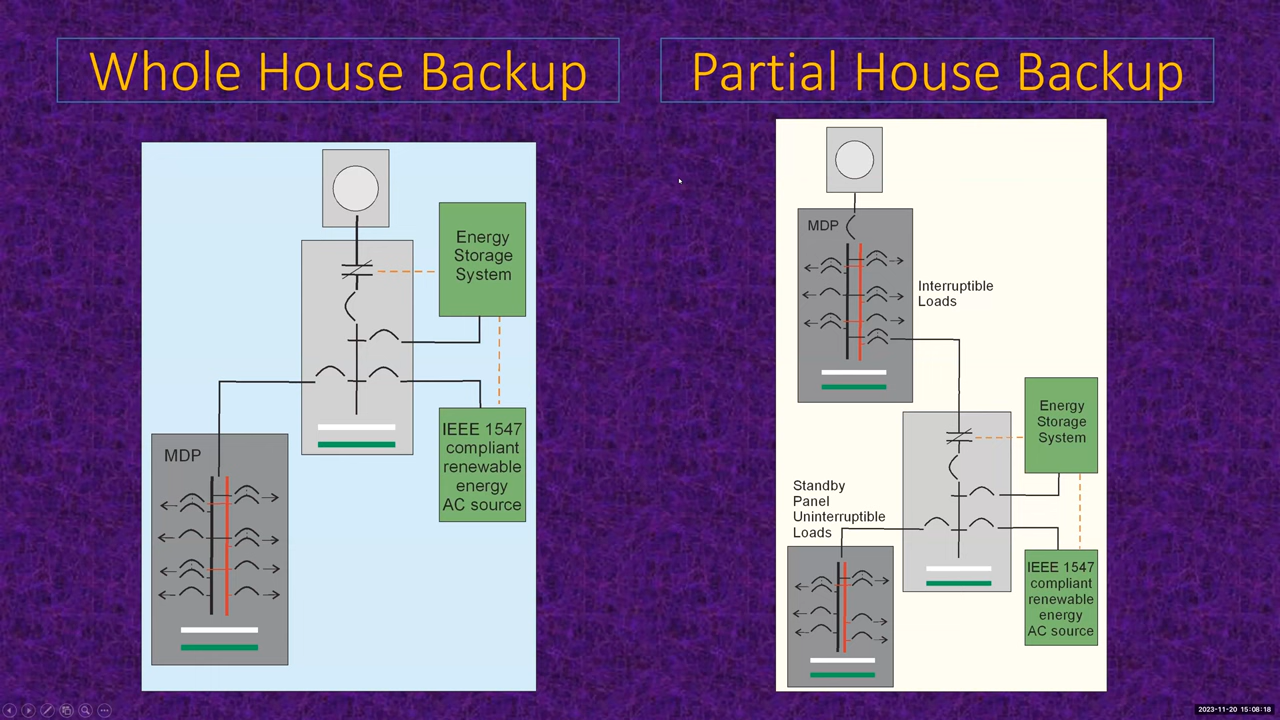 Whole House Backup
Energy
Storage
System
IEEE 1547
compliant
renewable
energy
AC source
MDP
Partial House Backup
MDP
Interruptible
Loads
Energy
Storage
System
Standby
Panel
Uninterruptible
Loads
IEEE 1547
compliant
renewable
energy
AC source
2023-11-20 15:08:18